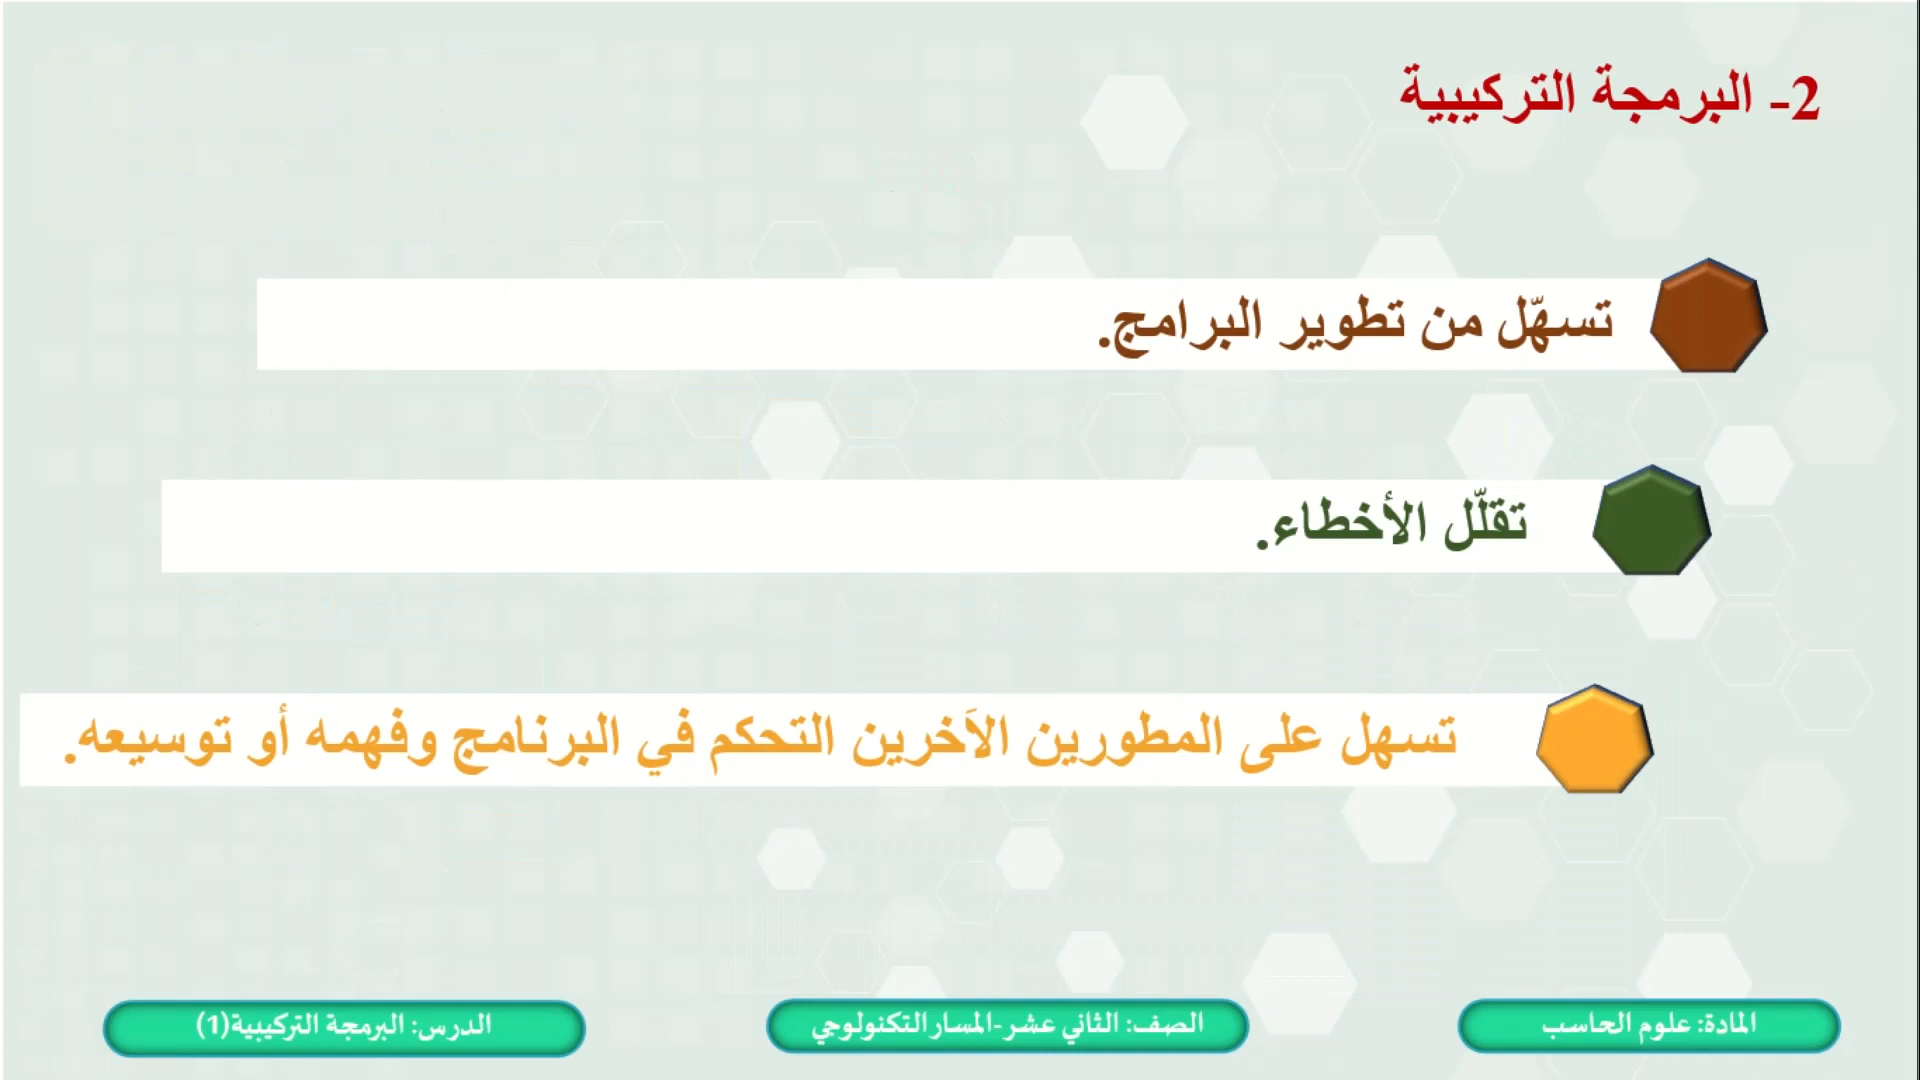 2- البرمجة التركيبية
تسهّل من تطوير البرامج.
تقلّل الأخطاء.
تسهل على المطورين الآخرين التحكم في البرنامج وفهمه أو توسيعه.
المادة: علوم الحاسب
الصف: الثاني عشر-المسار التكنولوجي
الدرس: البرمجة التركيبية(1)